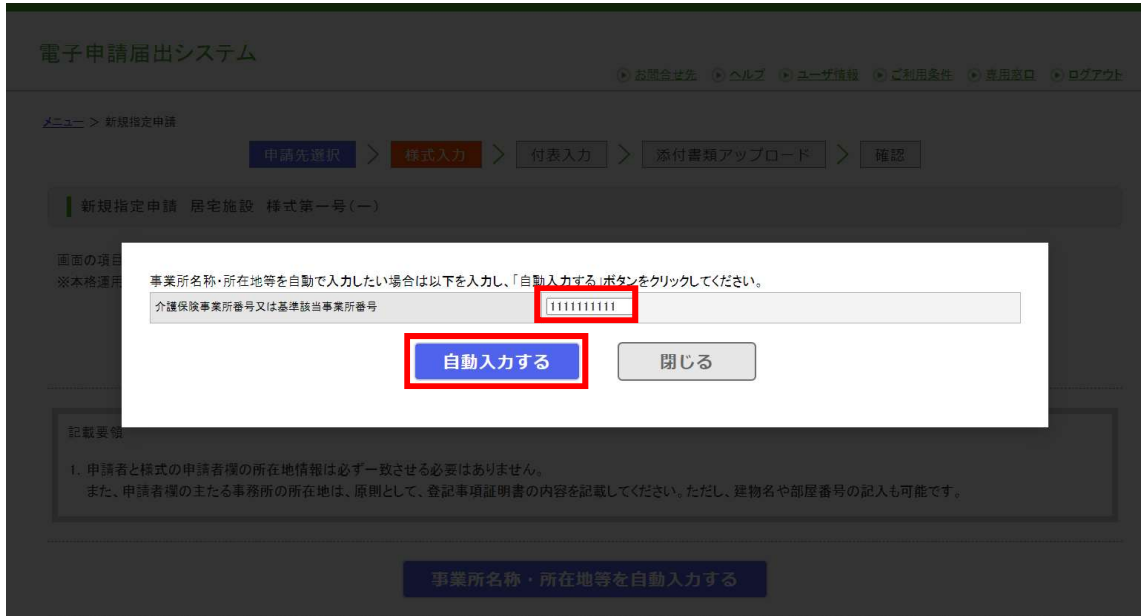 電子申請届出システム
お問合せ先 ヘルプ ユーザ情報 ご利用条件 専用窓口 ログアウト
メニュー > 新規指定申請
申請先選択 > 様式入力 > 付表入力 > 添付書類アップロード > 確認
新規指定申請 居宅施設 様式第一号(一)
画面の項目
※本格運用
事業所名称・所在地等を自動で入力したい場合は以下を入力し、「自動入力する」ボタンをクリックしてください。
介護保険事業所番号又は基準該当事業所番号 1111111111
自動入力する 閉じる
記載要領
1. 申請者と様式の申請者欄の所在地情報は必ず一致させる必要はありません。
また、申請者欄の主たる事務所の所在地は、原則として、登記事項証明書の内容を記載してください。ただし、建物名や部屋番号の記入も可能です。
事業所名称・所在地等を自動入力する